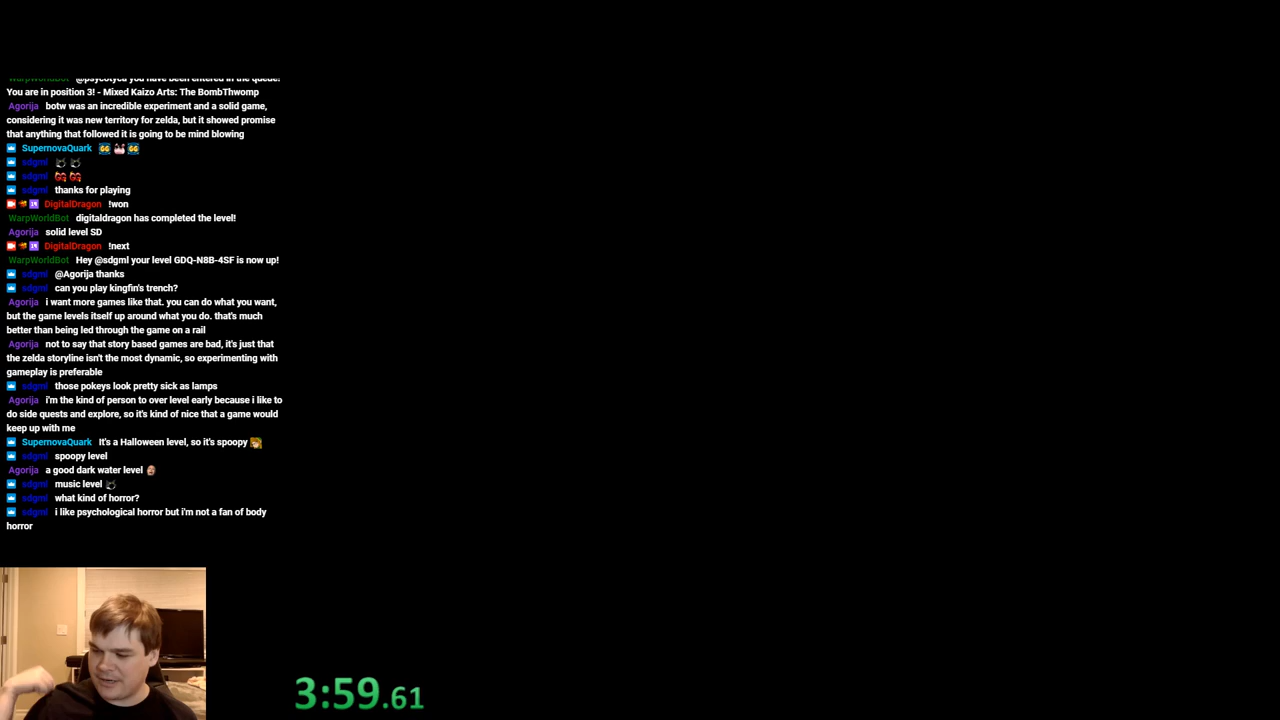 WarpWorldBot @psycotyca you have been entered in the queue!
You are in position 3! - Mixed Kaizo Arts: The BombThwomp
Agorija botw was an incredible experiment and a solid game,
considering it was new territory for zelda, but it showed promise
that anything that followed it is going to be mind blowing
SupernovaQuark
sdgml
sdgml
sdgml thanks for playing
DigitalDragon !won
WarpWorldBot digitaldragon has completed the level!
Agorija solid level SD
DigitalDragon !next
WarpWorldBot Hey @sdgml your level GDQ-N8B-4SF is now up!
sdgml @Agorija thanks
sdgml can you play kingfin's trench?
Agorija i want more games like that. you can do what you want,
but the game levels itself up around what you do. that's much
better than being led through the game on a rail
Agorija not to say that story based games are bad, it's just that
the zelda storyline isn't the most dynamic, so experimenting with
gameplay is preferable
sdgml those pokeys look pretty sick as lamps
Agorija i'm the kind of person to over level early because i like to
do side quests and explore, so it's kind of nice that a game would
keep up with me
SupernovaQuark It's a Halloween level, so it's spoopy
sdgml spoopy level
Agorija a good dark water level
sdgml music level
sdgml what kind of horror?
sdgml i like psychological horror but i'm not a fan of body
horror
3:59.61